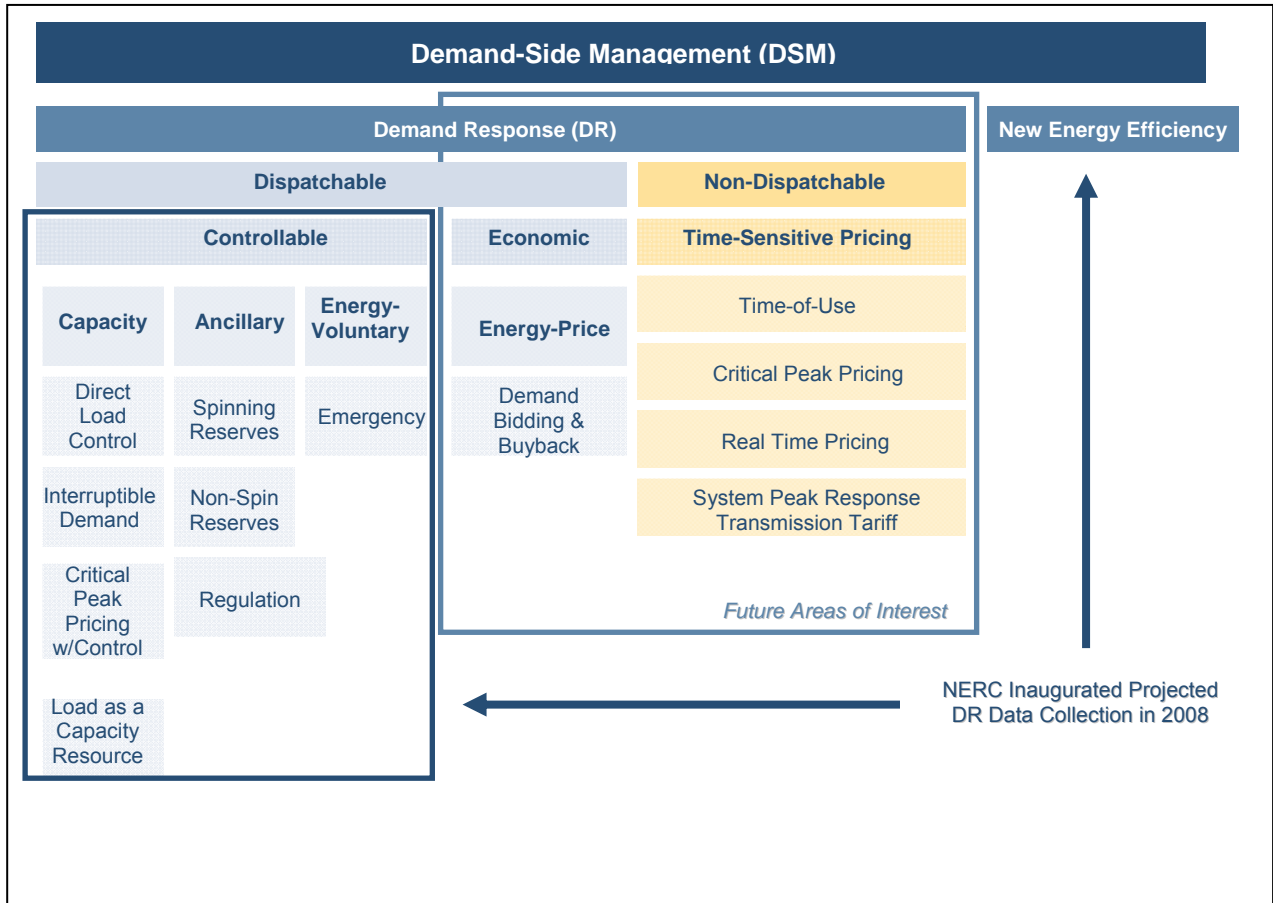 Demand-Side Management (DSM)
Demand Response (DR)
New Energy Efficiency
Dispatchable
Non-Dispatchable
Controllable
Economic
Time-Sensitive Pricing
Capacity
Ancillary
Energy-
Voluntary
Energy-Price
Time-of-Use
Critical Peak Pricing
Real Time Pricing
System Peak Response
Transmission Tariff
Direct
Load
Control
Spinning
Reserves
Emergency
Demand
Bidding &
Buyback
Interruptible
Demand
Non-Spin
Reserves
Critical
Peak
Pricing
w/Control
Regulation
Load as a
Capacity
Resource
Future Areas of Interest
NERC Inaugurated Projected
DR Data Collection in 2008